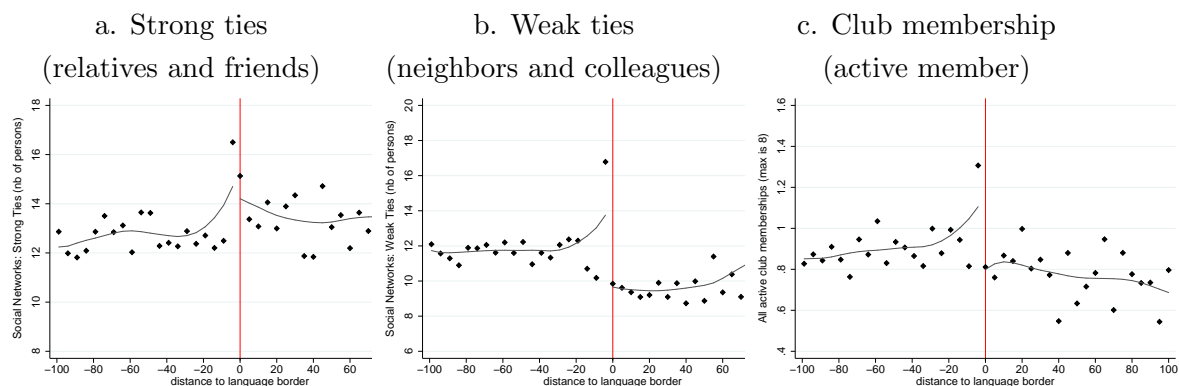 a. Strong ties
(relatives and friends)
b. Weak ties
(neighbors and colleagues)
c. Club membership
(active member)
Social Networks: Strong Ties (nb of persons)
18
16
14
12
10
8
-100 -80 -60 -40 -20 0 20 40 60
distance to language border
Social Networks: Weak Ties (nb of persons)
20
18
16
14
12
10
8
6
-100 -80 -60 -40 -20 0 20 40 60
distance to language border
All active club memberships (max is 8)
1.6
1.4
1.2
1
.8
.6
.4
-100 -80 -60 -40 -20 0 20 40 60 80 100
distance to language border